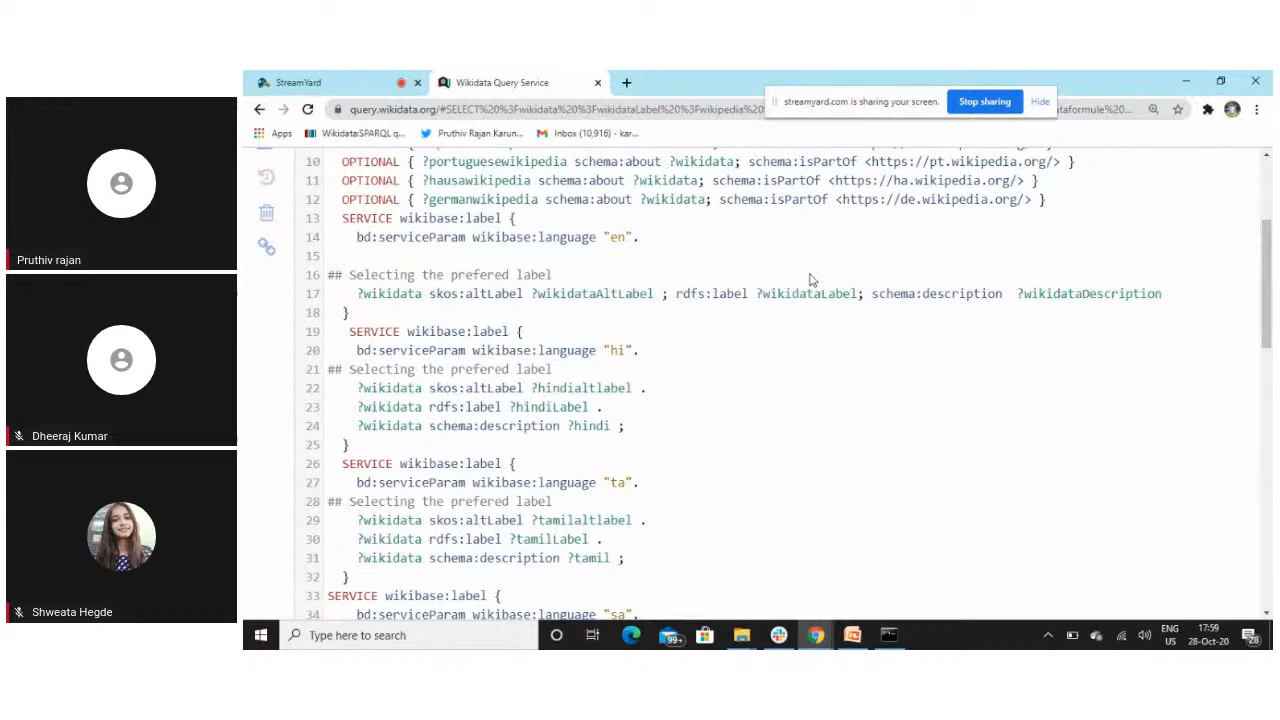 StreamYard
Wikidata Query Service
streamyard.com is sharing your screen. Stop sharing Hide
query.wikidata.org/#SELECT%20%3Fwikidata%20%3FwikidataLabel%20%3Fwikipedia%20 ataformule%20...
Apps Wikidata:SPARQL q... Pruthiv Rajan Karun... Inbox (10,916) - kar...
10 OPTIONAL { ?portuguesewikipedia schema:about ?wikidata; schema:isPartOf <https://pt.wikipedia.org/> }
11 OPTIONAL { ?hausawikipedia schema:about ?wikidata; schema:isPartOf <https://ha.wikipedia.org/> }
12 OPTIONAL { ?germanwikipedia schema:about ?wikidata; schema:isPartOf <https://de.wikipedia.org/> }
13 SERVICE wikibase:label {
14 bd:serviceParam wikibase:language "en".
15
16 ## Selecting the prefered label
17 ?wikidata skos:altLabel ?wikidataAltLabel ; rdfs:label ?wikidataLabel; schema:description ?wikidataDescription
18 }
19 SERVICE wikibase:label {
20 bd:serviceParam wikibase:language "hi".
21 ## Selecting the prefered label
22 ?wikidata skos:altLabel ?hindialtlabel .
23 ?wikidata rdfs:label ?hindiLabel .
24 ?wikidata schema:description ?hindi ;
25 }
26 SERVICE wikibase:label {
27 bd:serviceParam wikibase:language "ta".
28 ## Selecting the prefered label
29 ?wikidata skos:altLabel ?tamilaltlabel .
30 ?wikidata rdfs:label ?tamilLabel .
31 ?wikidata schema:description ?tamil ;
32 }
33 SERVICE wikibase:label {
34 bd:serviceParam wikibase:language "sa".
Pruthiv rajan
Dheeraj Kumar
Shweata Hegde
Type here to search
99+
ENG
US
17:59
28-Oct-20
28